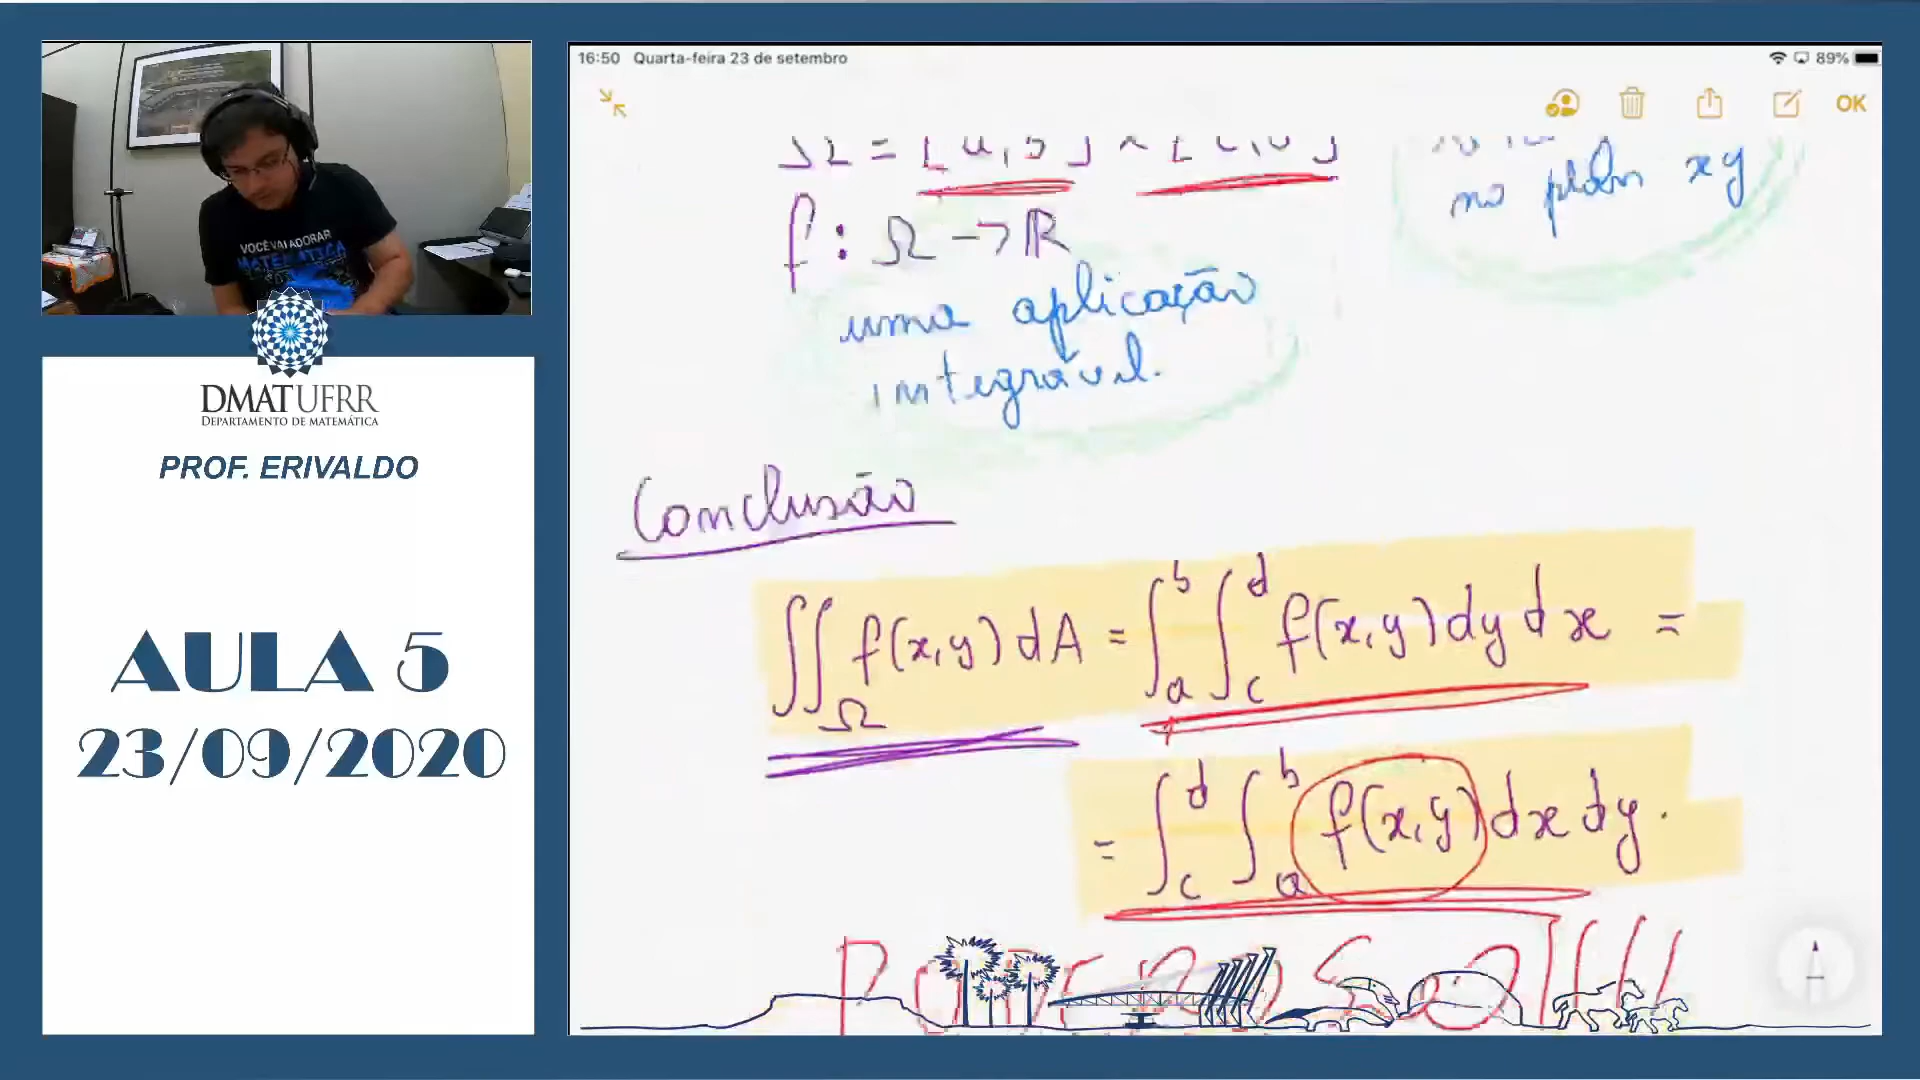 16:50 Quarta-feira 23 de setembro
89%
OK
Ω = [a,b] × [c,d]
no plano xy
f : Ω → ℝ
uma aplicação
integrável.
VOCÊ VAI ADORAR
MATEMÁTICA
DMATUFRR
DEPARTAMENTO DE MATEMÁTICA
PROF. ERIVALDO
AULA 5
23/09/2020
Conclusão
∬_Ω f(x,y) dA = ∫_a^b ∫_c^d f(x,y) dy dx =
= ∫_c^d ∫_a^b f(x,y) dx dy.